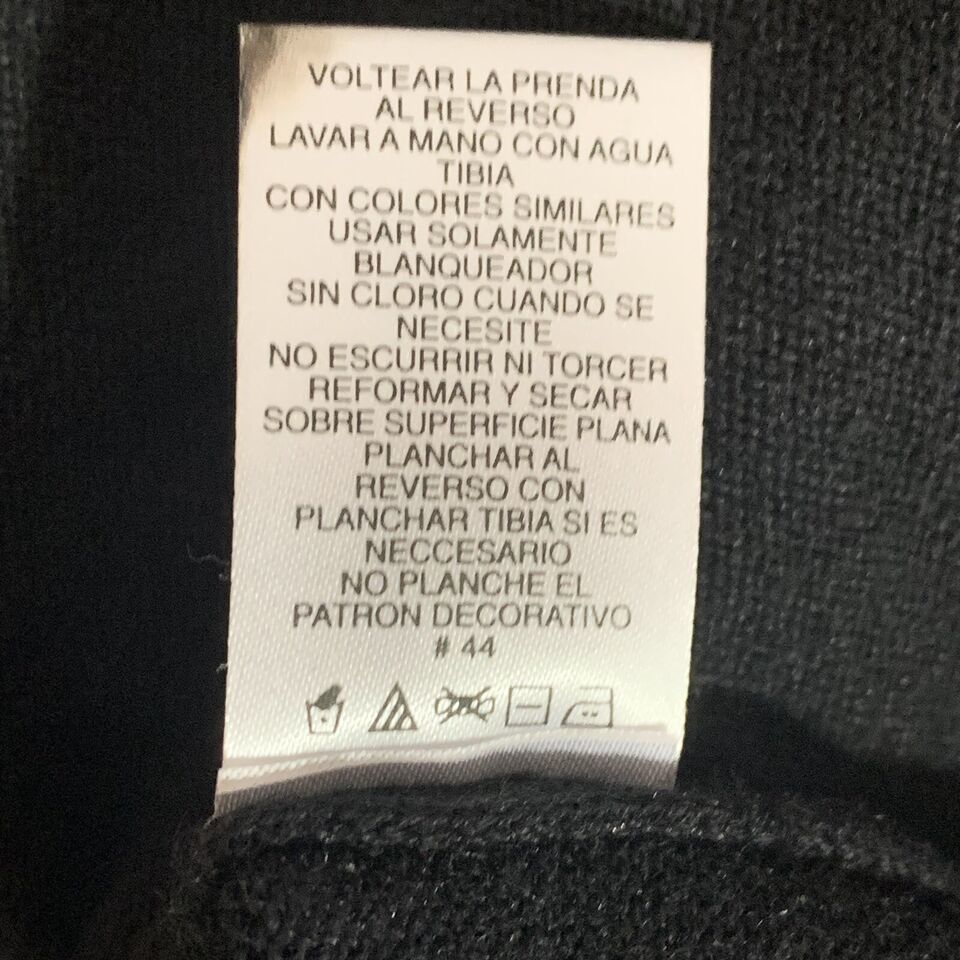 VOLTEAR LA PRENDA
AL REVERSO
LAVAR A MANO CON AGUA
TIBIA
CON COLORES SIMILARES
USAR SOLAMENTE
BLANQUEADOR
SIN CLORO CUANDO SE
NECESITE
NO ESCURRIR NI TORCER
REFORMAR Y SECAR
SOBRE SUPERFICIE PLANA
PLANCHAR AL
REVERSO CON
PLANCHAR TIBIA SI ES
NECCESARIO
NO PLANCHE EL
PATRON DECORATIVO
# 44